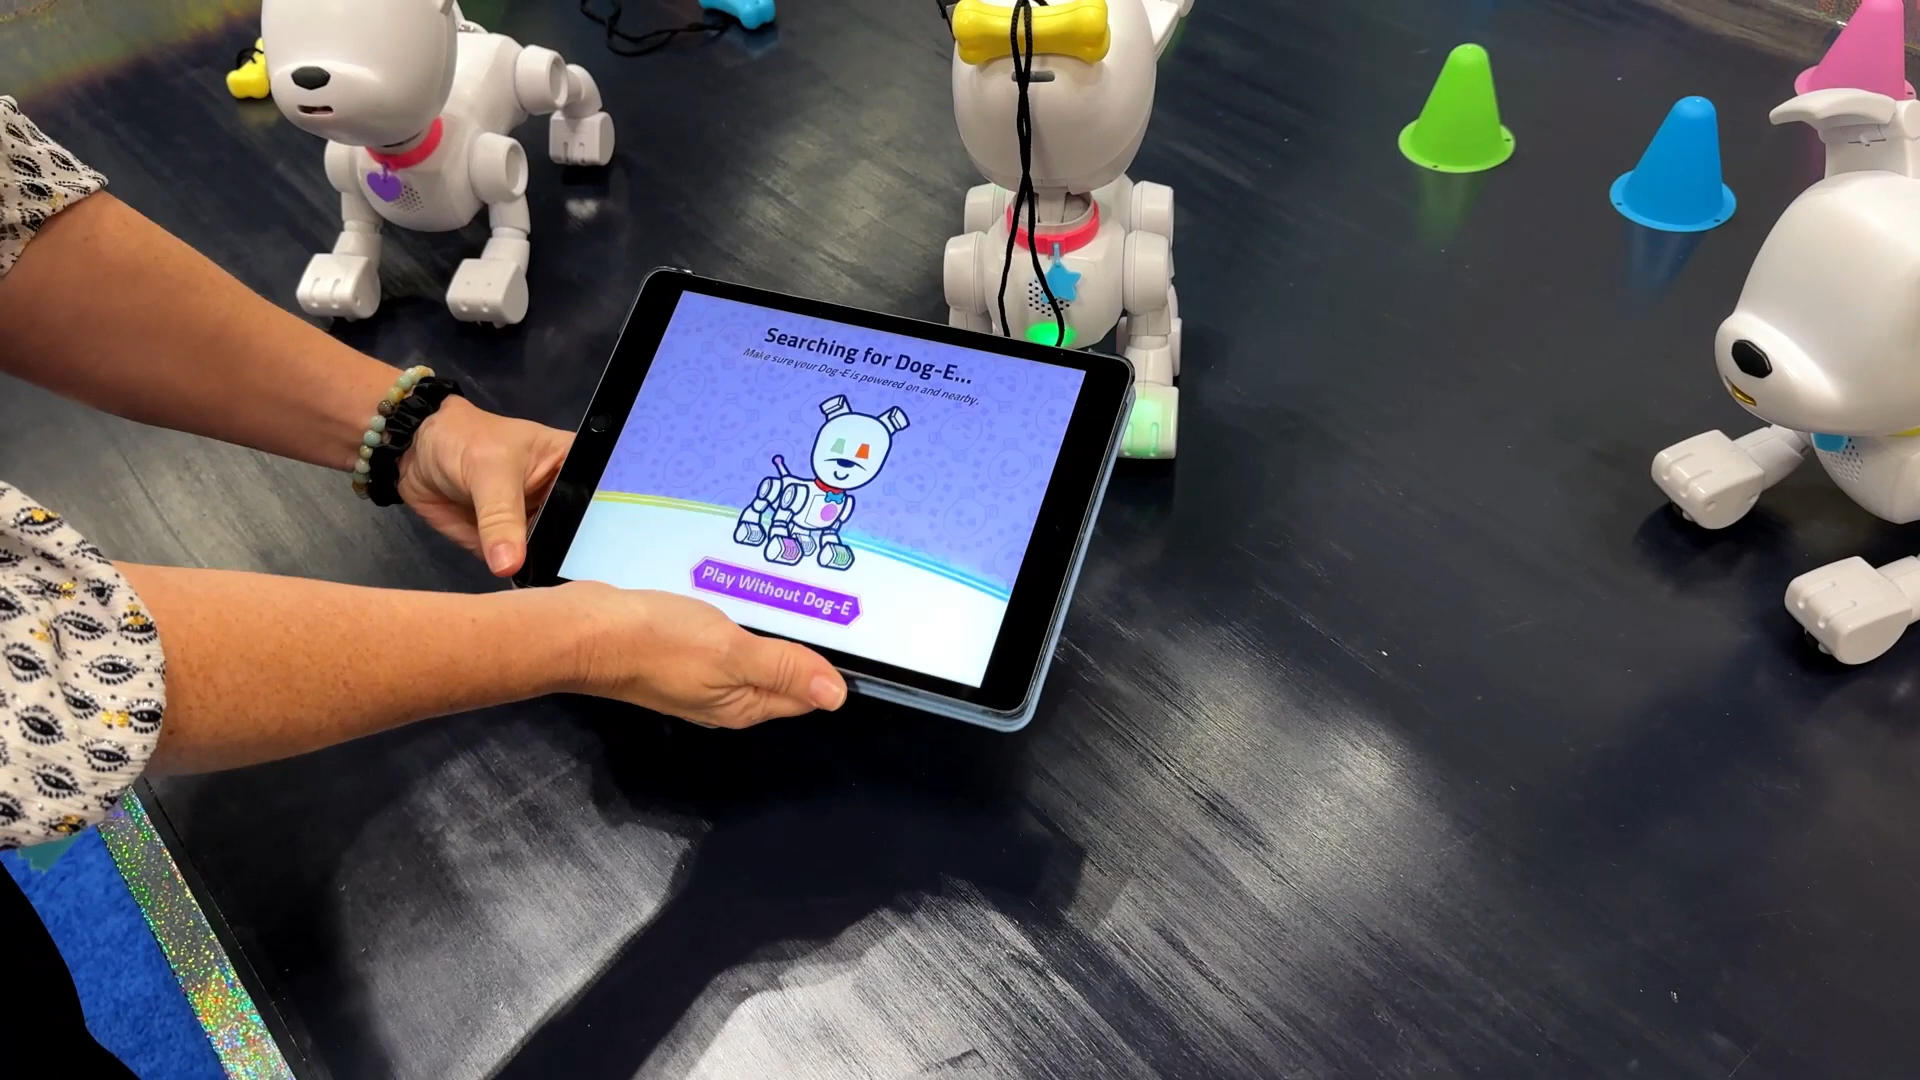 Searching for Dog-E...
Make sure your Dog-E is powered on and nearby.
Play Without Dog-E